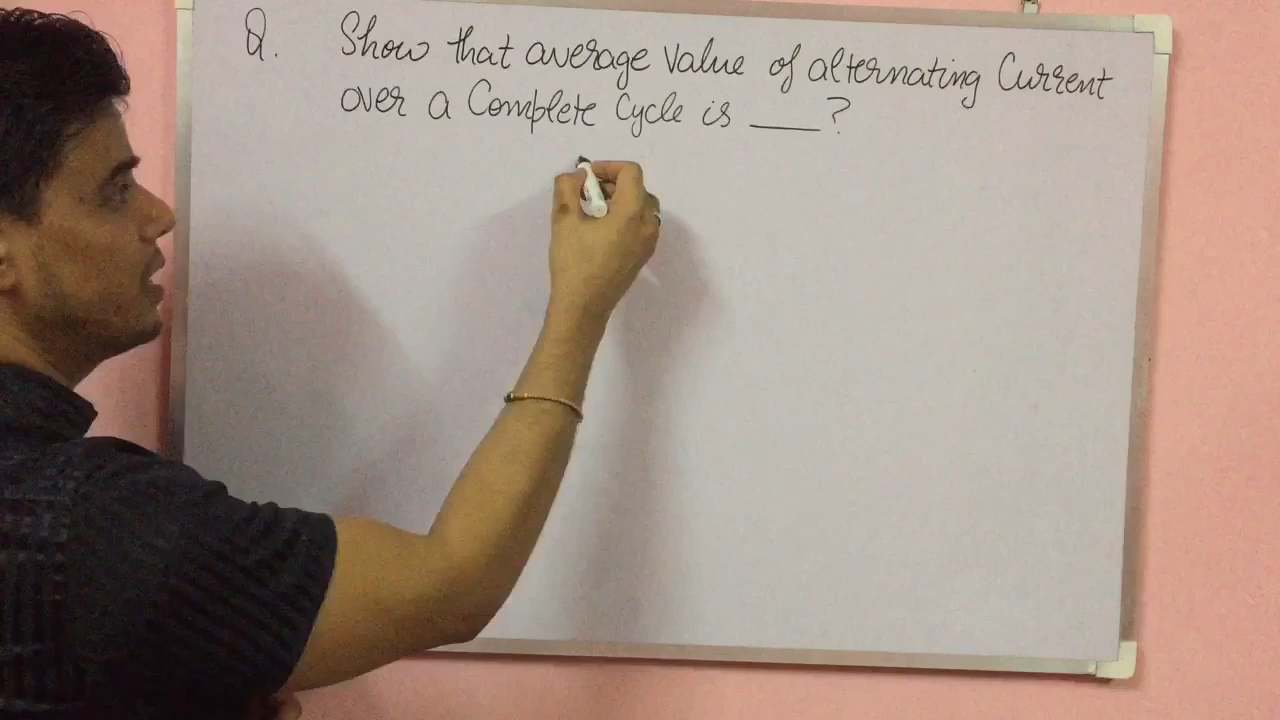 Q. Show that average value of alternating Current
over a Complete Cycle is ____ ?